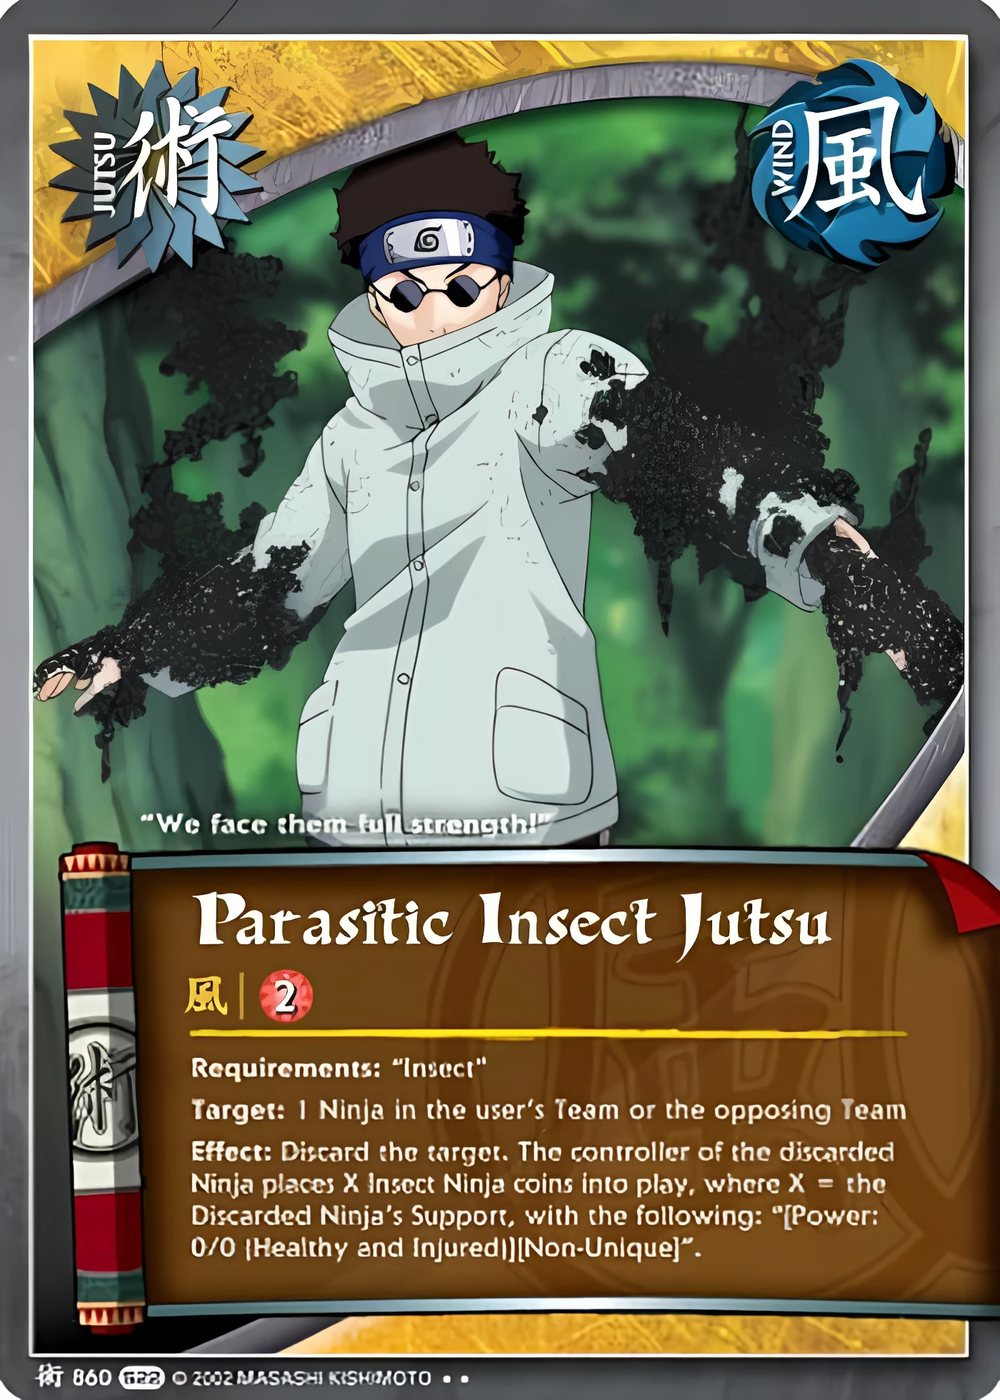 JUTSU 術
WIND 風
"We face them full strength!"
Parasitic Insect Jutsu
風 | 2
Requirements: "Insect"
Target: 1 Ninja in the user's Team or the opposing Team
Effect: Discard the target. The controller of the discarded
Ninja places X Insect Ninja coins into play, where X = the
Discarded Ninja's Support, with the following: "[Power:
0/0 (Healthy and Injured)][Non-Unique]".
術
術 860 n22 © 2002 MASASHI KISHIMOTO